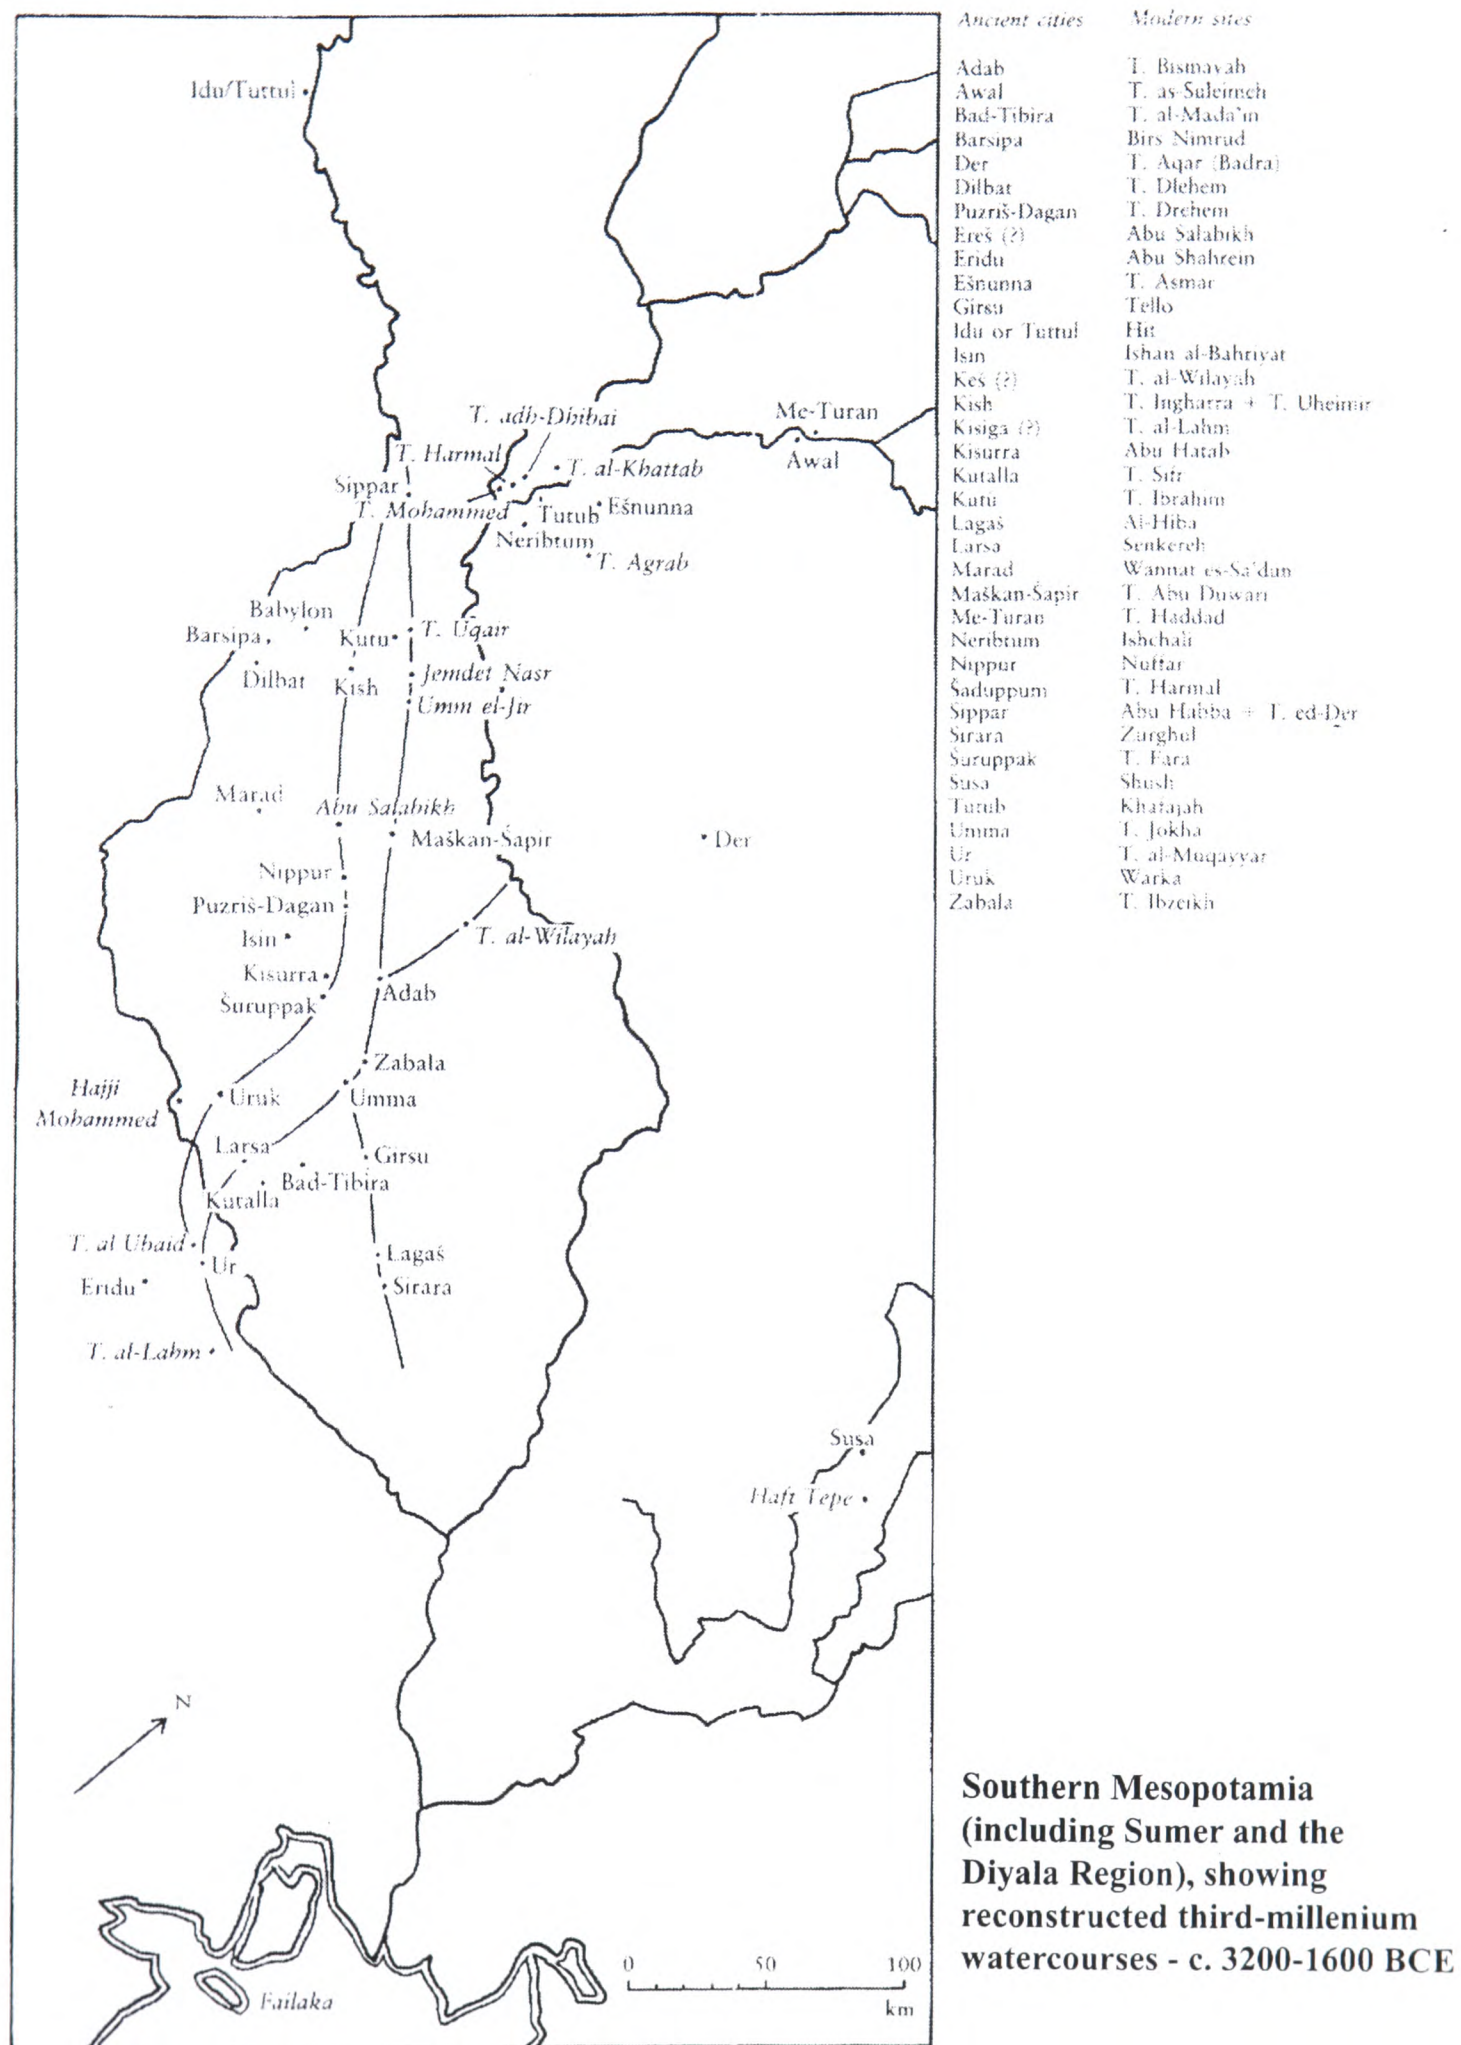 Idu/Tuttul
T. adh-Dhibai
Me-Turan
T. Harmal
Awal
T. al-Khattab
Sippar
T. Mohammed
Tutub
Ešnunna
Neribtum
T. Agrab
Babylon
Barsipa
Kutu
T. Uqair
Dilbat
Kish
Jemdet Nasr
Umm el-Jir
Marad
Abu Salabikh
Maškan-Šapir
Der
Nippur
Puzriš-Dagan
Isin
T. al-Wilayah
Kisurra
Adab
Šuruppak
Zabala
Hajji
Mohammed
Uruk
Umma
Larsa
Girsu
Bad-Tibira
Kutalla
T. al Ubaid
Lagaš
Ur
Eridu
Sirara
T. al-Lahm
Susa
Haft Tepe
N
0 50 100
km
Failaka
Ancient cities Modern sites
Adab T. Bismayah
Awal T. as-Suleimeh
Bad-Tibira T. al-Mada'in
Barsipa Birs Nimrud
Der T. Aqar (Badra)
Dilbat T. Dlehem
Puzriš-Dagan T. Drehem
Ereš (?) Abu Salabikh
Eridu Abu Shahrein
Ešnunna T. Asmar
Girsu Tello
Idu or Tuttul Hit
Isin Ishan al-Bahriyat
Keš (?) T. al-Wilayah
Kish T. Ingharra + T. Uheimir
Kisiga (?) T. al-Lahm
Kisurra Abu Hatab
Kutalla T. Sifr
Kutu T. Ibrahim
Lagaš Al-Hiba
Larsa Senkereh
Marad Wannat es-Sa'dun
Maškan-Šapir T. Abu Duwari
Me-Turan T. Haddad
Neribtum Ishchali
Nippur Nuffar
Šaduppum T. Harmal
Sippar Abu Habba + T. ed-Der
Sirara Zurghul
Šuruppak T. Fara
Susa Shush
Tutub Khafajah
Umma T. Jokha
Ur T. al-Muqayyar
Uruk Warka
Zabala T. Ibzeikh
Southern Mesopotamia
(including Sumer and the
Diyala Region), showing
reconstructed third-millenium
watercourses - c. 3200-1600 BCE